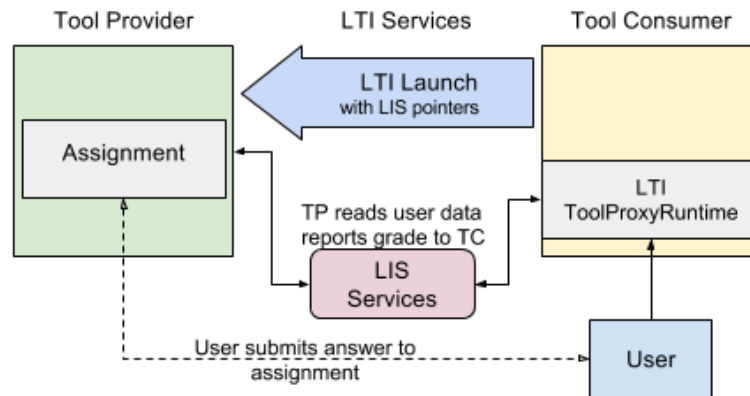 Tool Provider
LTI Services
Tool Consumer
LTI Launch
with LIS pointers
Assignment
LTI
ToolProxyRuntime
TP reads user data
reports grade to TC
LIS
Services
User submits answer to
assignment
User